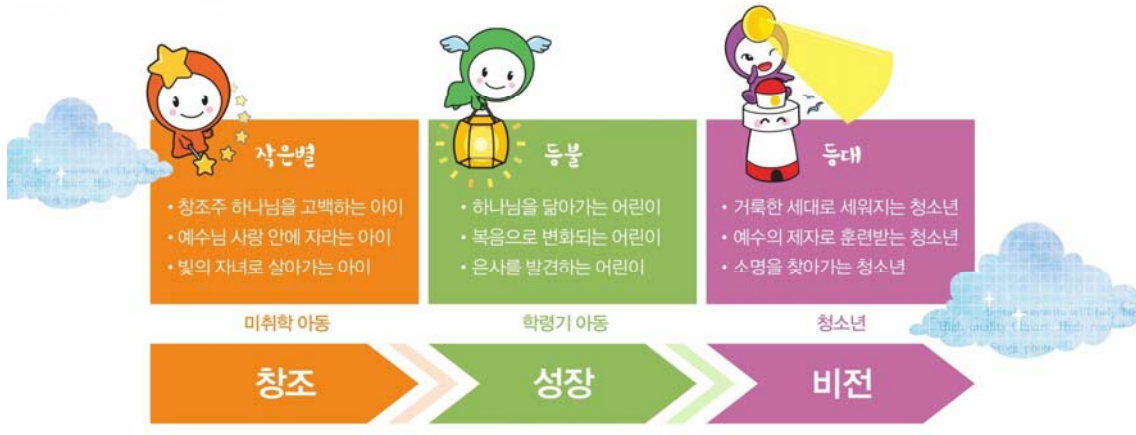 작은별
• 창조주 하나님을 고백하는 아이
• 예수님 사랑 안에 자라는 아이
• 빛의 자녀로 살아가는 아이
미취학 아동
창조
등불
• 하나님을 닮아가는 어린이
• 복음으로 변화되는 어린이
• 은사를 발견하는 어린이
학령기 아동
성장
등대
• 거룩한 세대로 세워지는 청소년
• 예수의 제자로 훈련받는 청소년
• 소명을 찾아가는 청소년
청소년
비전